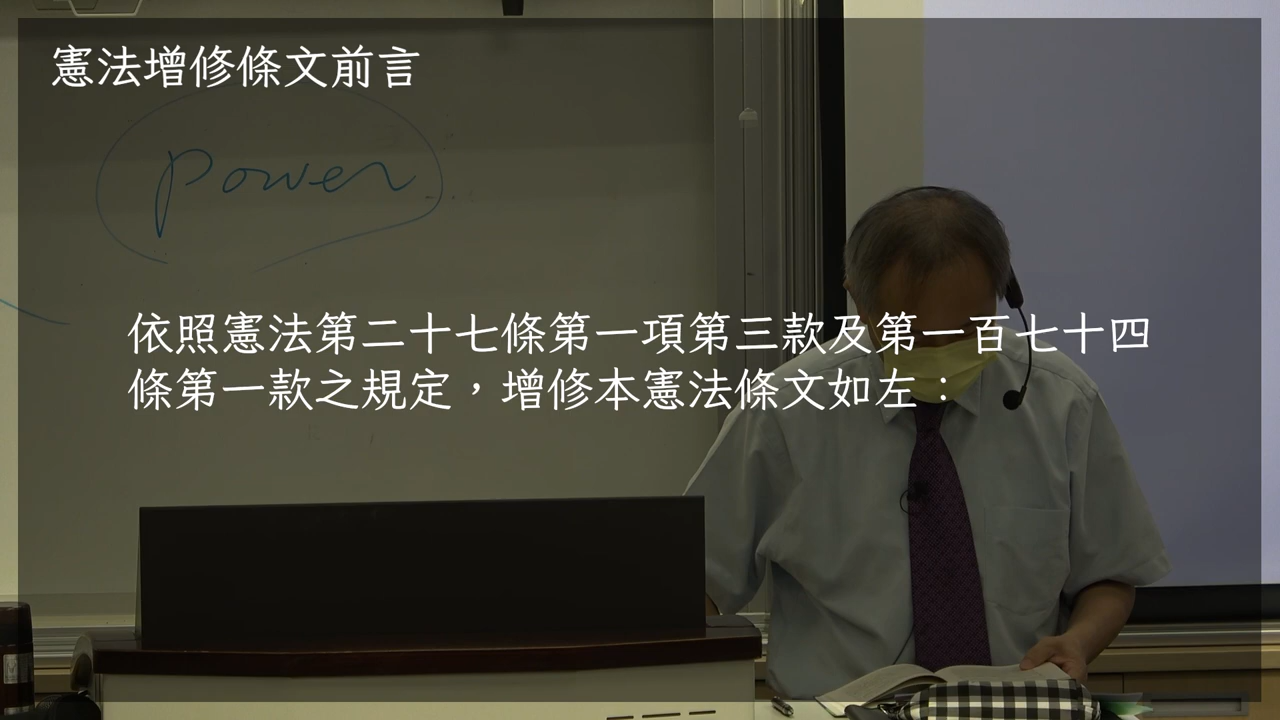 憲法增修條文前言
power
依照憲法第二十七條第一項第三款及第一百七十四
條第一款之規定，增修本憲法條文如左：